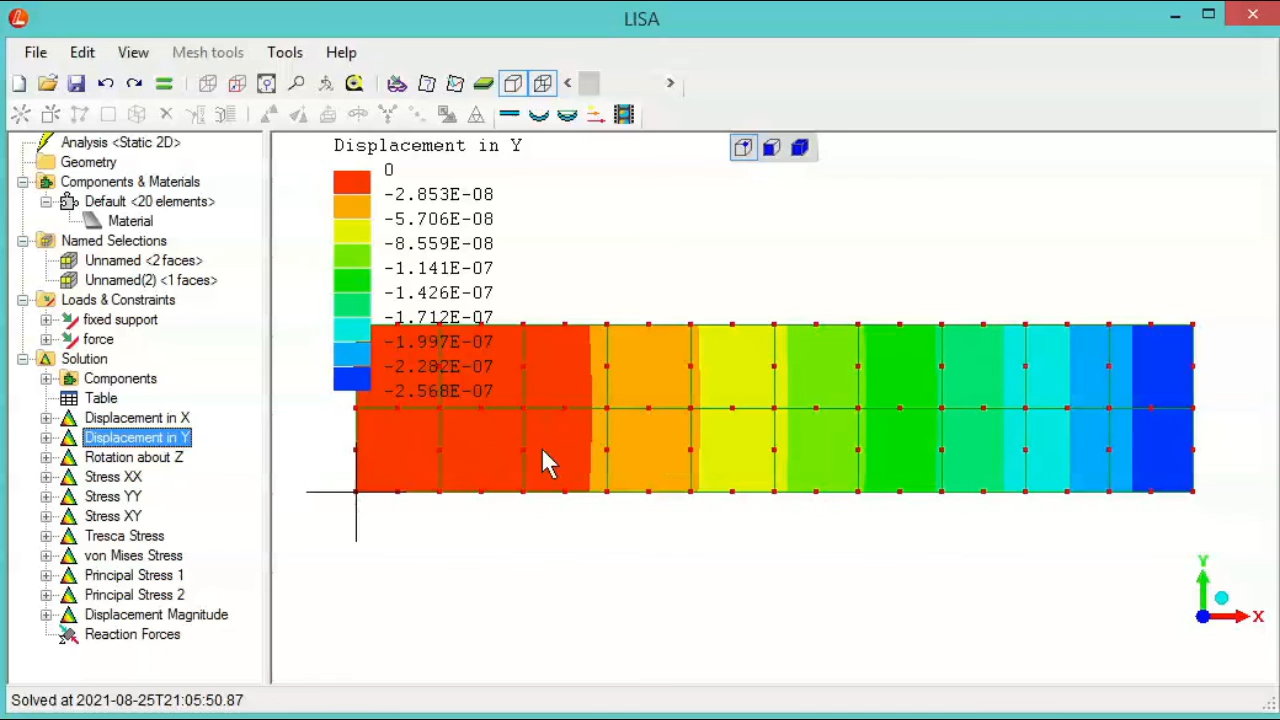 LISA
File Edit View Mesh tools Tools Help
Analysis <Static 2D>
Geometry
Components & Materials
Default <20 elements>
Material
Named Selections
Unnamed <2 faces>
Unnamed(2) <1 faces>
Loads & Constraints
fixed support
force
Solution
Components
Table
Displacement in X
Displacement in Y
Rotation about Z
Stress XX
Stress YY
Stress XY
Tresca Stress
von Mises Stress
Principal Stress 1
Principal Stress 2
Displacement Magnitude
Reaction Forces
Displacement in Y
0
-2.853E-08
-5.706E-08
-8.559E-08
-1.141E-07
-1.426E-07
-1.712E-07
-1.997E-07
-2.282E-07
-2.568E-07
Y
X
Solved at 2021-08-25T21:05:50.87